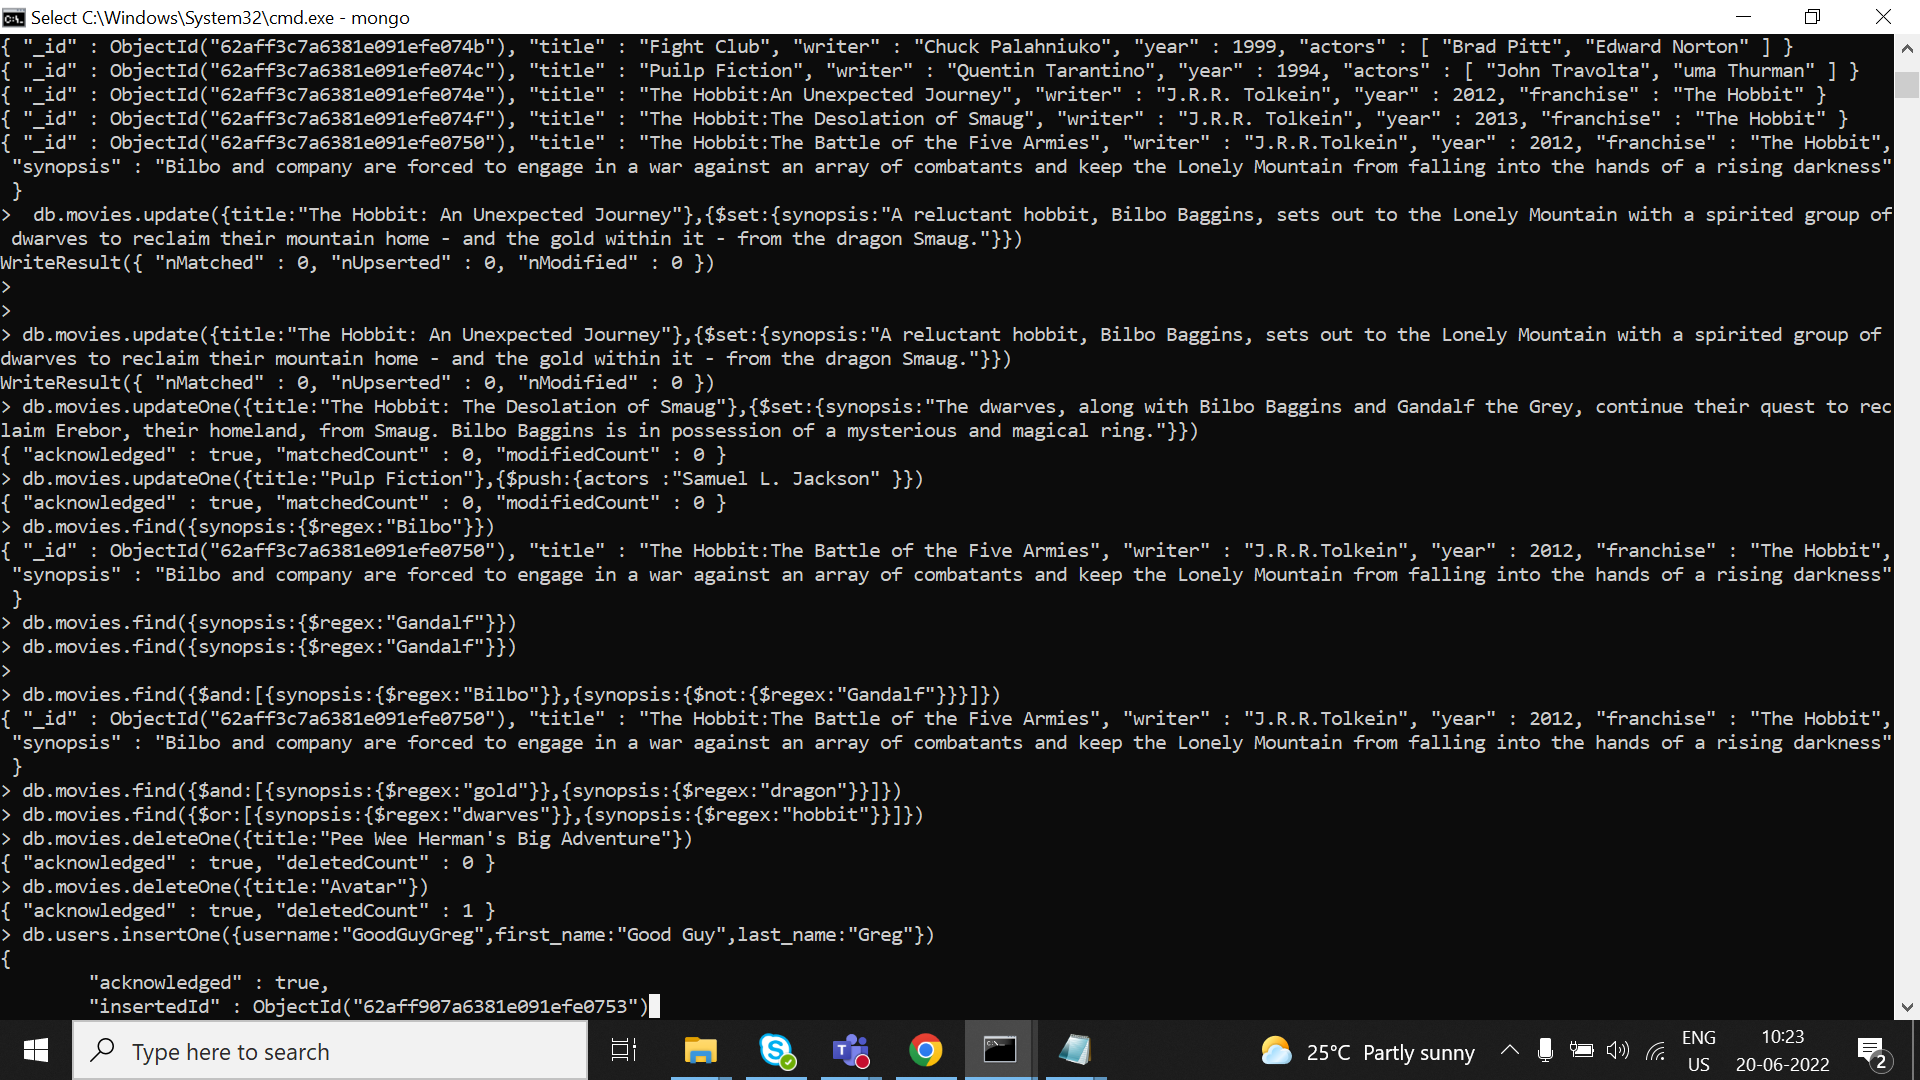 Select C:\Windows\System32\cmd.exe - mongo
{ "_id" : ObjectId("62aff3c7a6381e091efe074b"), "title" : "Fight Club", "writer" : "Chuck Palahniuko", "year" : 1999, "actors" : [ "Brad Pitt", "Edward Norton" ] }
{ "_id" : ObjectId("62aff3c7a6381e091efe074c"), "title" : "Puilp Fiction", "writer" : "Quentin Tarantino", "year" : 1994, "actors" : [ "John Travolta", "uma Thurman" ] }
{ "_id" : ObjectId("62aff3c7a6381e091efe074e"), "title" : "The Hobbit:An Unexpected Journey", "writer" : "J.R.R. Tolkein", "year" : 2012, "franchise" : "The Hobbit" }
{ "_id" : ObjectId("62aff3c7a6381e091efe074f"), "title" : "The Hobbit:The Desolation of Smaug", "writer" : "J.R.R. Tolkein", "year" : 2013, "franchise" : "The Hobbit" }
{ "_id" : ObjectId("62aff3c7a6381e091efe0750"), "title" : "The Hobbit:The Battle of the Five Armies", "writer" : "J.R.R.Tolkein", "year" : 2012, "franchise" : "The Hobbit",
"synopsis" : "Bilbo and company are forced to engage in a war against an array of combatants and keep the Lonely Mountain from falling into the hands of a rising darkness"
}
>  db.movies.update({title:"The Hobbit: An Unexpected Journey"},{$set:{synopsis:"A reluctant hobbit, Bilbo Baggins, sets out to the Lonely Mountain with a spirited group of
dwarves to reclaim their mountain home - and the gold within it - from the dragon Smaug."}})
WriteResult({ "nMatched" : 0, "nUpserted" : 0, "nModified" : 0 })
>
>
> db.movies.update({title:"The Hobbit: An Unexpected Journey"},{$set:{synopsis:"A reluctant hobbit, Bilbo Baggins, sets out to the Lonely Mountain with a spirited group of
dwarves to reclaim their mountain home - and the gold within it - from the dragon Smaug."}})
WriteResult({ "nMatched" : 0, "nUpserted" : 0, "nModified" : 0 })
> db.movies.updateOne({title:"The Hobbit: The Desolation of Smaug"},{$set:{synopsis:"The dwarves, along with Bilbo Baggins and Gandalf the Grey, continue their quest to rec
laim Erebor, their homeland, from Smaug. Bilbo Baggins is in possession of a mysterious and magical ring."}})
{ "acknowledged" : true, "matchedCount" : 0, "modifiedCount" : 0 }
> db.movies.updateOne({title:"Pulp Fiction"},{$push:{actors :"Samuel L. Jackson" }})
{ "acknowledged" : true, "matchedCount" : 0, "modifiedCount" : 0 }
> db.movies.find({synopsis:{$regex:"Bilbo"}})
{ "_id" : ObjectId("62aff3c7a6381e091efe0750"), "title" : "The Hobbit:The Battle of the Five Armies", "writer" : "J.R.R.Tolkein", "year" : 2012, "franchise" : "The Hobbit",
"synopsis" : "Bilbo and company are forced to engage in a war against an array of combatants and keep the Lonely Mountain from falling into the hands of a rising darkness"
}
> db.movies.find({synopsis:{$regex:"Gandalf"}})
> db.movies.find({synopsis:{$regex:"Gandalf"}})
>
> db.movies.find({$and:[{synopsis:{$regex:"Bilbo"}},{synopsis:{$not:{$regex:"Gandalf"}}}]})
{ "_id" : ObjectId("62aff3c7a6381e091efe0750"), "title" : "The Hobbit:The Battle of the Five Armies", "writer" : "J.R.R.Tolkein", "year" : 2012, "franchise" : "The Hobbit",
"synopsis" : "Bilbo and company are forced to engage in a war against an array of combatants and keep the Lonely Mountain from falling into the hands of a rising darkness"
}
> db.movies.find({$and:[{synopsis:{$regex:"gold"}},{synopsis:{$regex:"dragon"}}]})
> db.movies.find({$or:[{synopsis:{$regex:"dwarves"}},{synopsis:{$regex:"hobbit"}}]})
> db.movies.deleteOne({title:"Pee Wee Herman's Big Adventure"})
{ "acknowledged" : true, "deletedCount" : 0 }
> db.movies.deleteOne({title:"Avatar"})
{ "acknowledged" : true, "deletedCount" : 1 }
> db.users.insertOne({username:"GoodGuyGreg",first_name:"Good Guy",last_name:"Greg"})
{
"acknowledged" : true,
"insertedId" : ObjectId("62aff907a6381e091efe0753")
Type here to search
25°C Partly sunny
ENG
US
10:23
20-06-2022
2